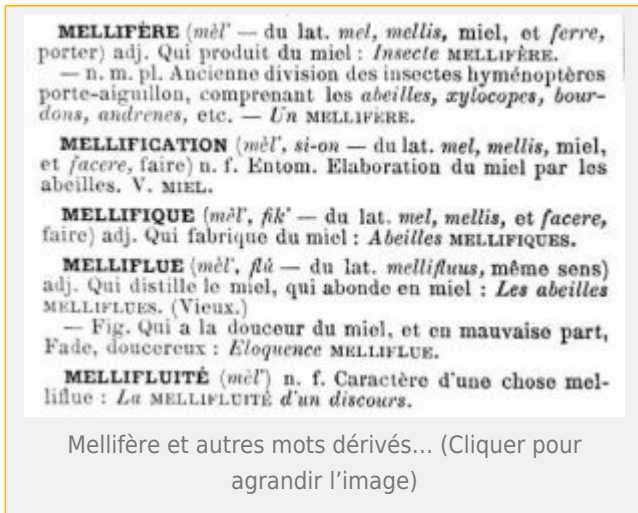 MELLIFÈRE (mèl' — du lat. mel, mellis, miel, et ferre,
porter) adj. Qui produit du miel : Insecte MELLIFÈRE.
— n. m. pl. Ancienne division des insectes hyménoptères
porte-aiguillon, comprenant les abeilles, xylocopes, bour-
dons, andrènes, etc. — Un MELLIFÈRE.
MELLIFICATION (mèl', si-on — du lat. mel, mellis, miel,
et facere, faire) n. f. Entom. Elaboration du miel par les
abeilles. V. MIEL.
MELLIFIQUE (mèl', fik' — du lat. mel, mellis, et facere,
faire) adj. Qui fabrique du miel : Abeilles MELLIFIQUES.
MELLIFLUE (mèl', flû — du lat. mellifluus, même sens)
adj. Qui distille le miel, qui abonde en miel : Les abeilles
MELLIFLUES. (Vieux.)
— Fig. Qui a la douceur du miel, et en mauvaise part,
Fade, doucereux : Eloquence MELLIFLUE.
MELLIFLUITÉ (mèl') n. f. Caractère d'une chose mel-
liflue : La MELLIFLUITÉ d'un discours.
Mellifère et autres mots dérivés... (Cliquer pour
agrandir l'image)